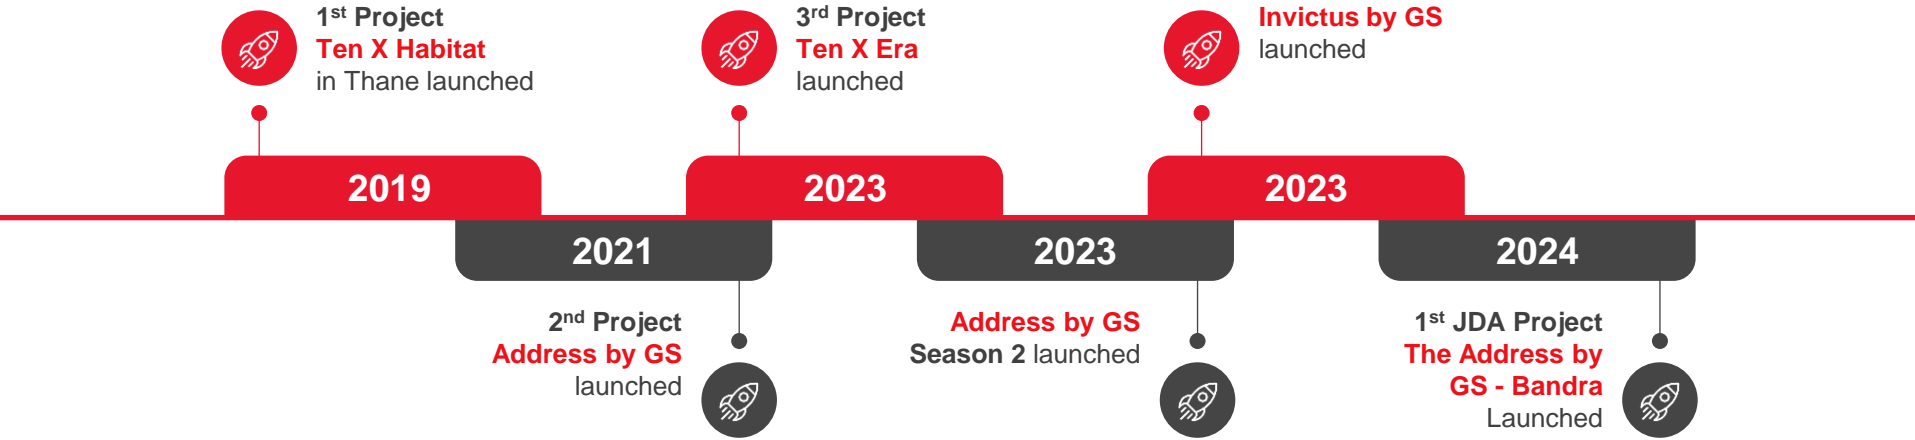 1st Project
Ten X Habitat
in Thane launched
3rd Project
Ten X Era
launched
Invictus by GS
launched
2019
2023
2023
2021
2023
2024
2nd Project
Address by GS
launched
Address by GS
Season 2 launched
1st JDA Project
The Address by
GS - Bandra
Launched